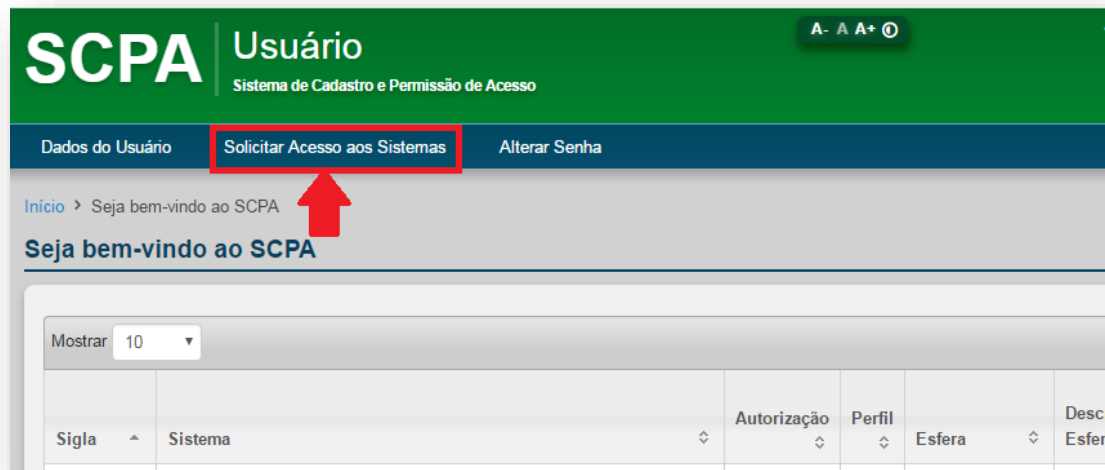 SCPA Usuário
Sistema de Cadastro e Permissão de Acesso
A- A A+
Dados do Usuário Solicitar Acesso aos Sistemas Alterar Senha
Início > Seja bem-vindo ao SCPA
Seja bem-vindo ao SCPA
Mostrar 10
Sigla Sistema Autorização Perfil Esfera Desc
Esfer